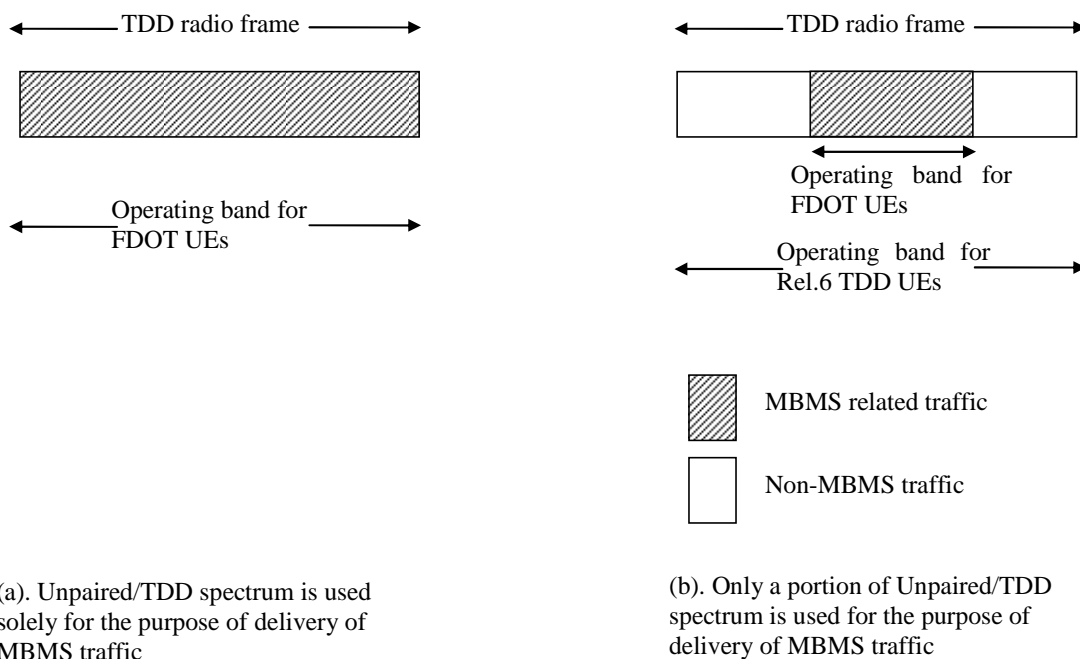 TDD radio frame
Operating band for
FDOT UEs
(a). Unpaired/TDD spectrum is used
solely for the purpose of delivery of
MBMS traffic
TDD radio frame
Operating band for
FDOT UEs
Operating band for
Rel.6 TDD UEs
MBMS related traffic
Non-MBMS traffic
(b). Only a portion of Unpaired/TDD
spectrum is used for the purpose of
delivery of MBMS traffic